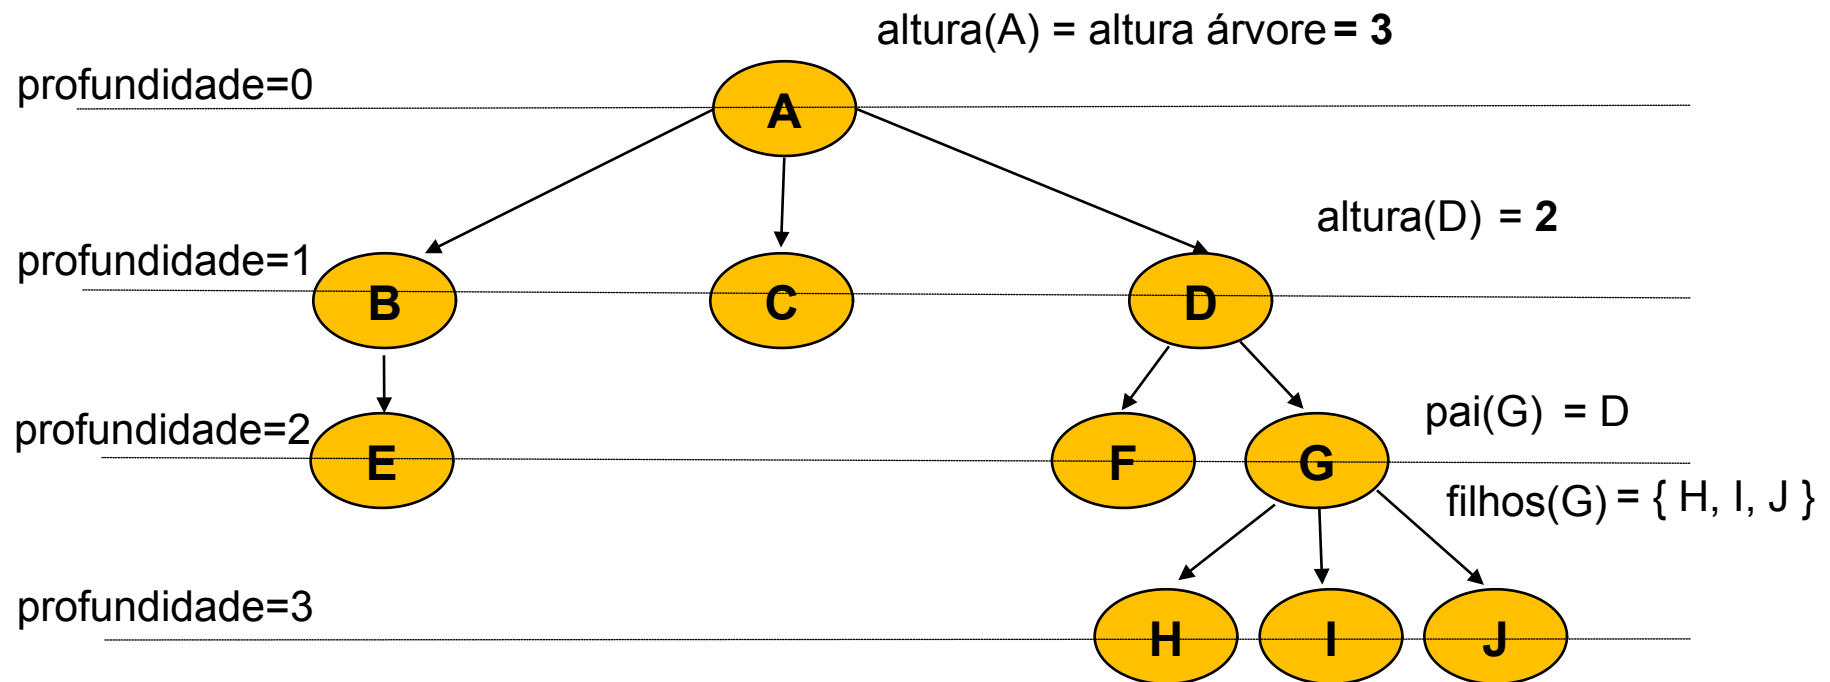 altura(A) = altura árvore = 3
profundidade=0
A
altura(D) = 2
profundidade=1
B
C
D
pai(G) = D
profundidade=2
E
F
G
filhos(G) = { H, I, J }
profundidade=3
H
I
J